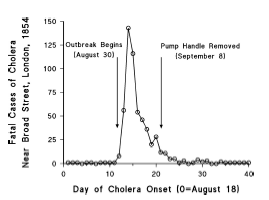 Fatal Cases of Cholera
Near Broad Street, London, 1854
150
125
100
75
50
25
0
Outbreak Begins
(August 30)
Pump Handle Removed
(September 8)
0 10 20 30 40
Day of Cholera Onset (0=August 18)